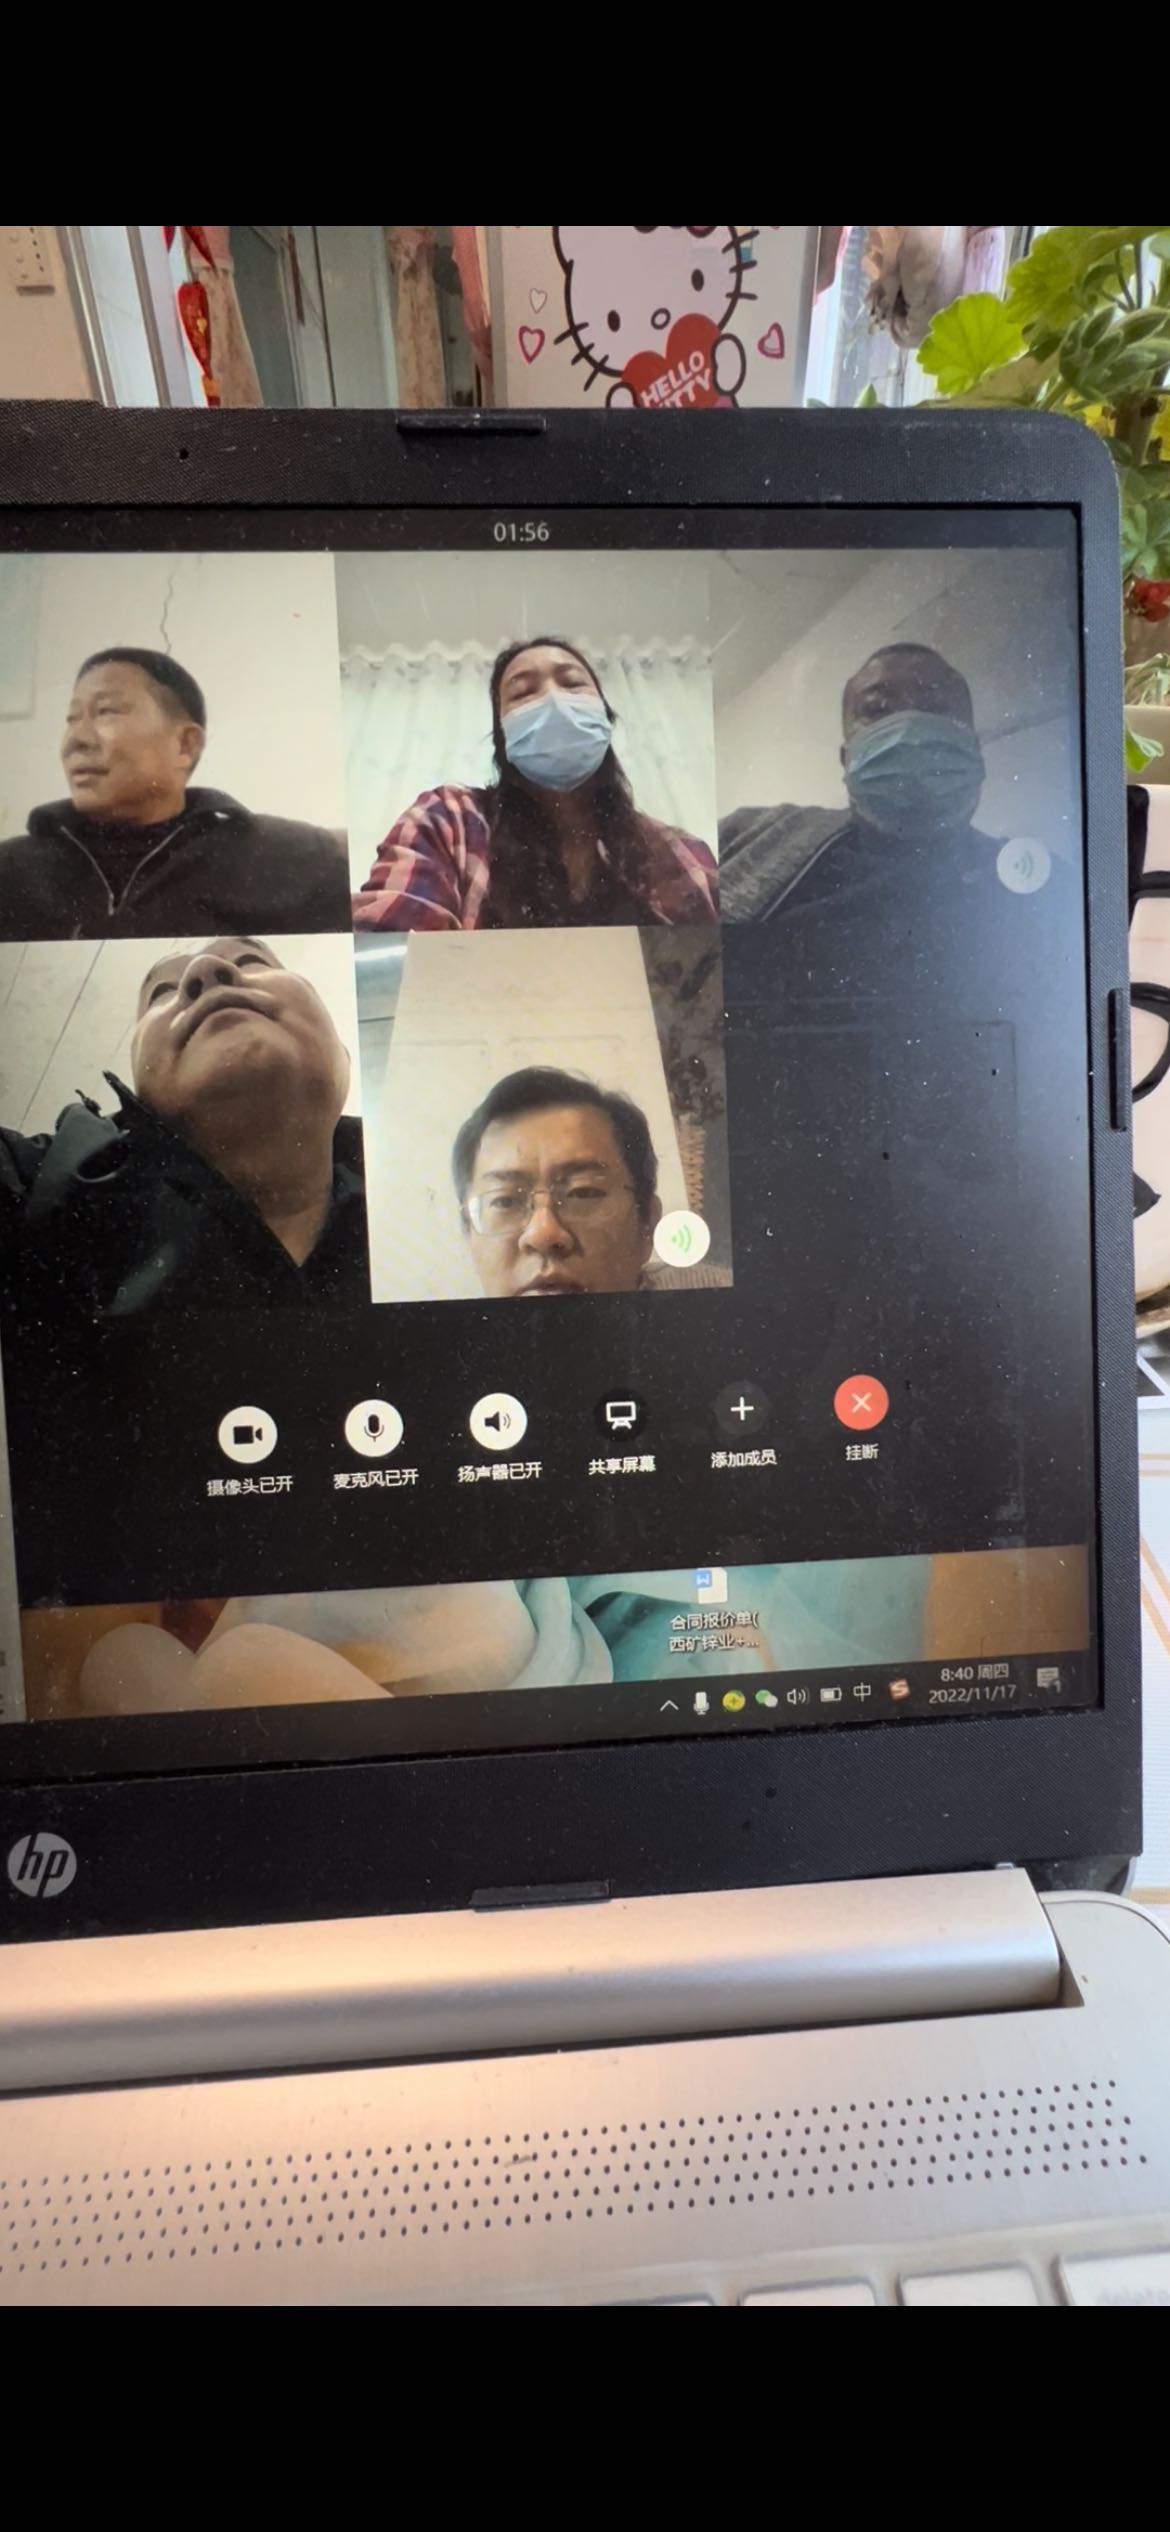 HELLO
KITTY
01:56
摄像头已开
麦克风已开
扬声器已开
共享屏幕
添加成员
挂断
合同报价单(
西矿锌业+...
中
8:40 周四
2022/11/17
1
hp